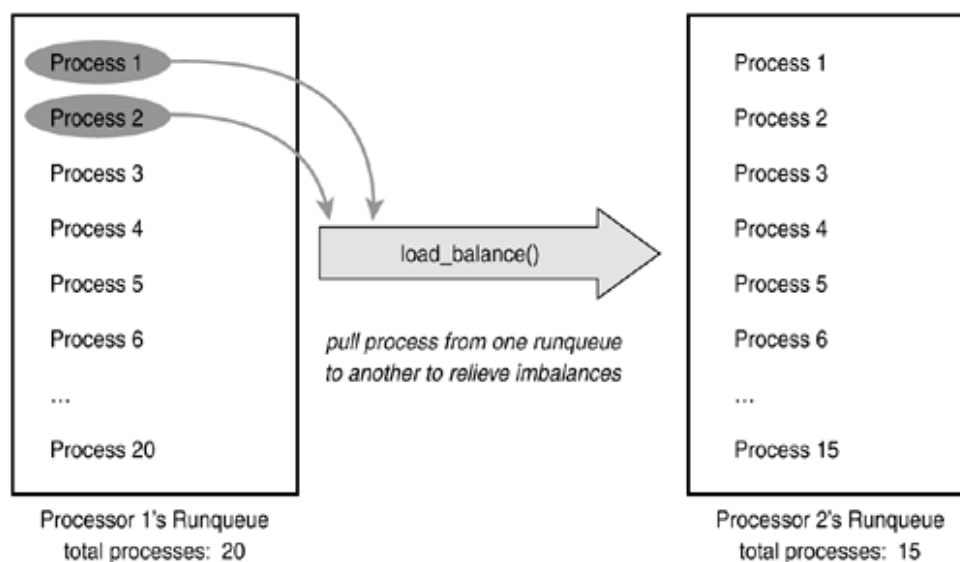 Process 1
Process 2
Process 3
Process 4
Process 5
Process 6
...
Process 20
Processor 1's Runqueue
total processes: 20
load_balance()
pull process from one runqueue
to another to relieve imbalances
Process 1
Process 2
Process 3
Process 4
Process 5
Process 6
...
Process 15
Processor 2's Runqueue
total processes: 15